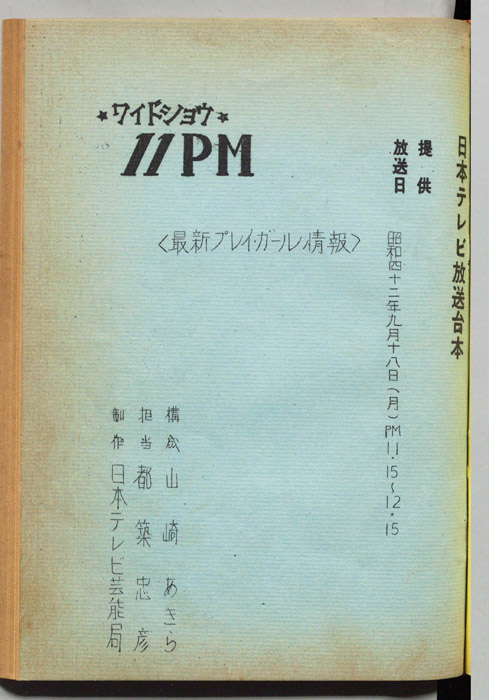 日本テレビ放送台本
提供
放送日 昭和四十二年九月十八日(月)PM11.15~12.15
★ワイドショウ★
11PM
<最新プレイ・ガール情報>
構成 山崎あきら
担当 都築忠彦
制作 日本テレビ芸能局